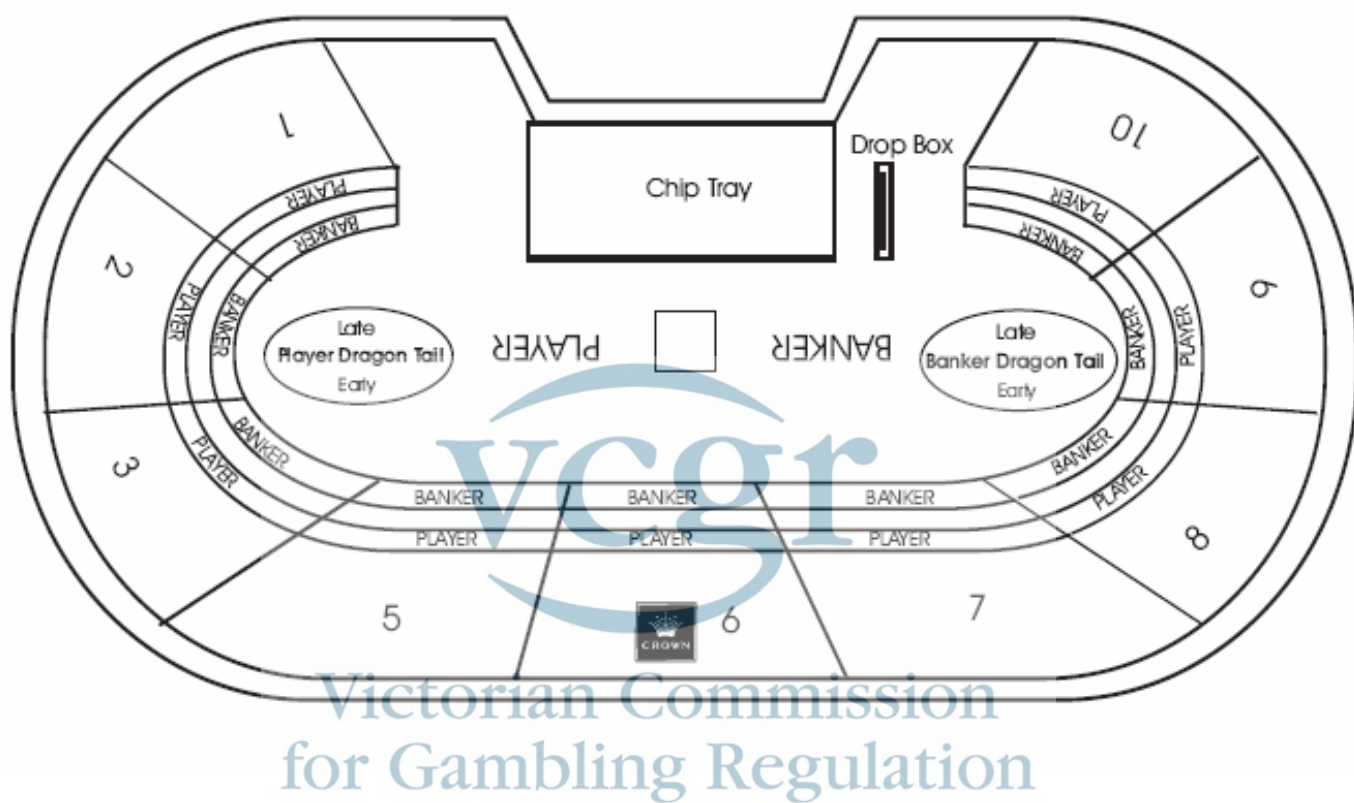 1
10
Drop Box
Chip Tray
PLAYER
BANKER
PLAYER
BANKER
2
9
PLAYER
BANKER
Late
Player Dragon Tail
Early
PLAYER
BANKER
Late
Banker Dragon Tail
Early
BANKER
PLAYER
3
BANKER
PLAYER
BANKER
PLAYER
8
BANKER
BANKER
BANKER
PLAYER
PLAYER
PLAYER
5
6
7
CROWN
vcgr
Victorian Commission
for Gambling Regulation